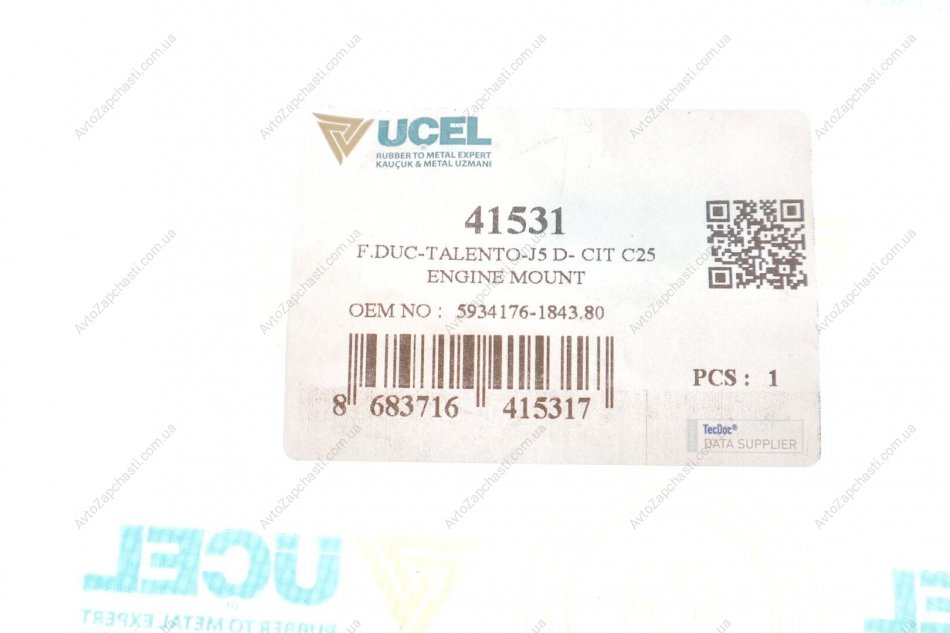 UCEL
®
RUBBER TO METAL EXPERT
KAUÇUK & METAL UZMANI
41531
F.DUC-TALENTO-J5 D- CIT C25
ENGINE MOUNT
OEM NO : 5934176-1843.80
8 683716 415317
PCS : 1
TecDoc®
DATA SUPPLIER
UCEL
®
RUBBER TO METAL EXPERT
AvtoZapchasti.com.ua